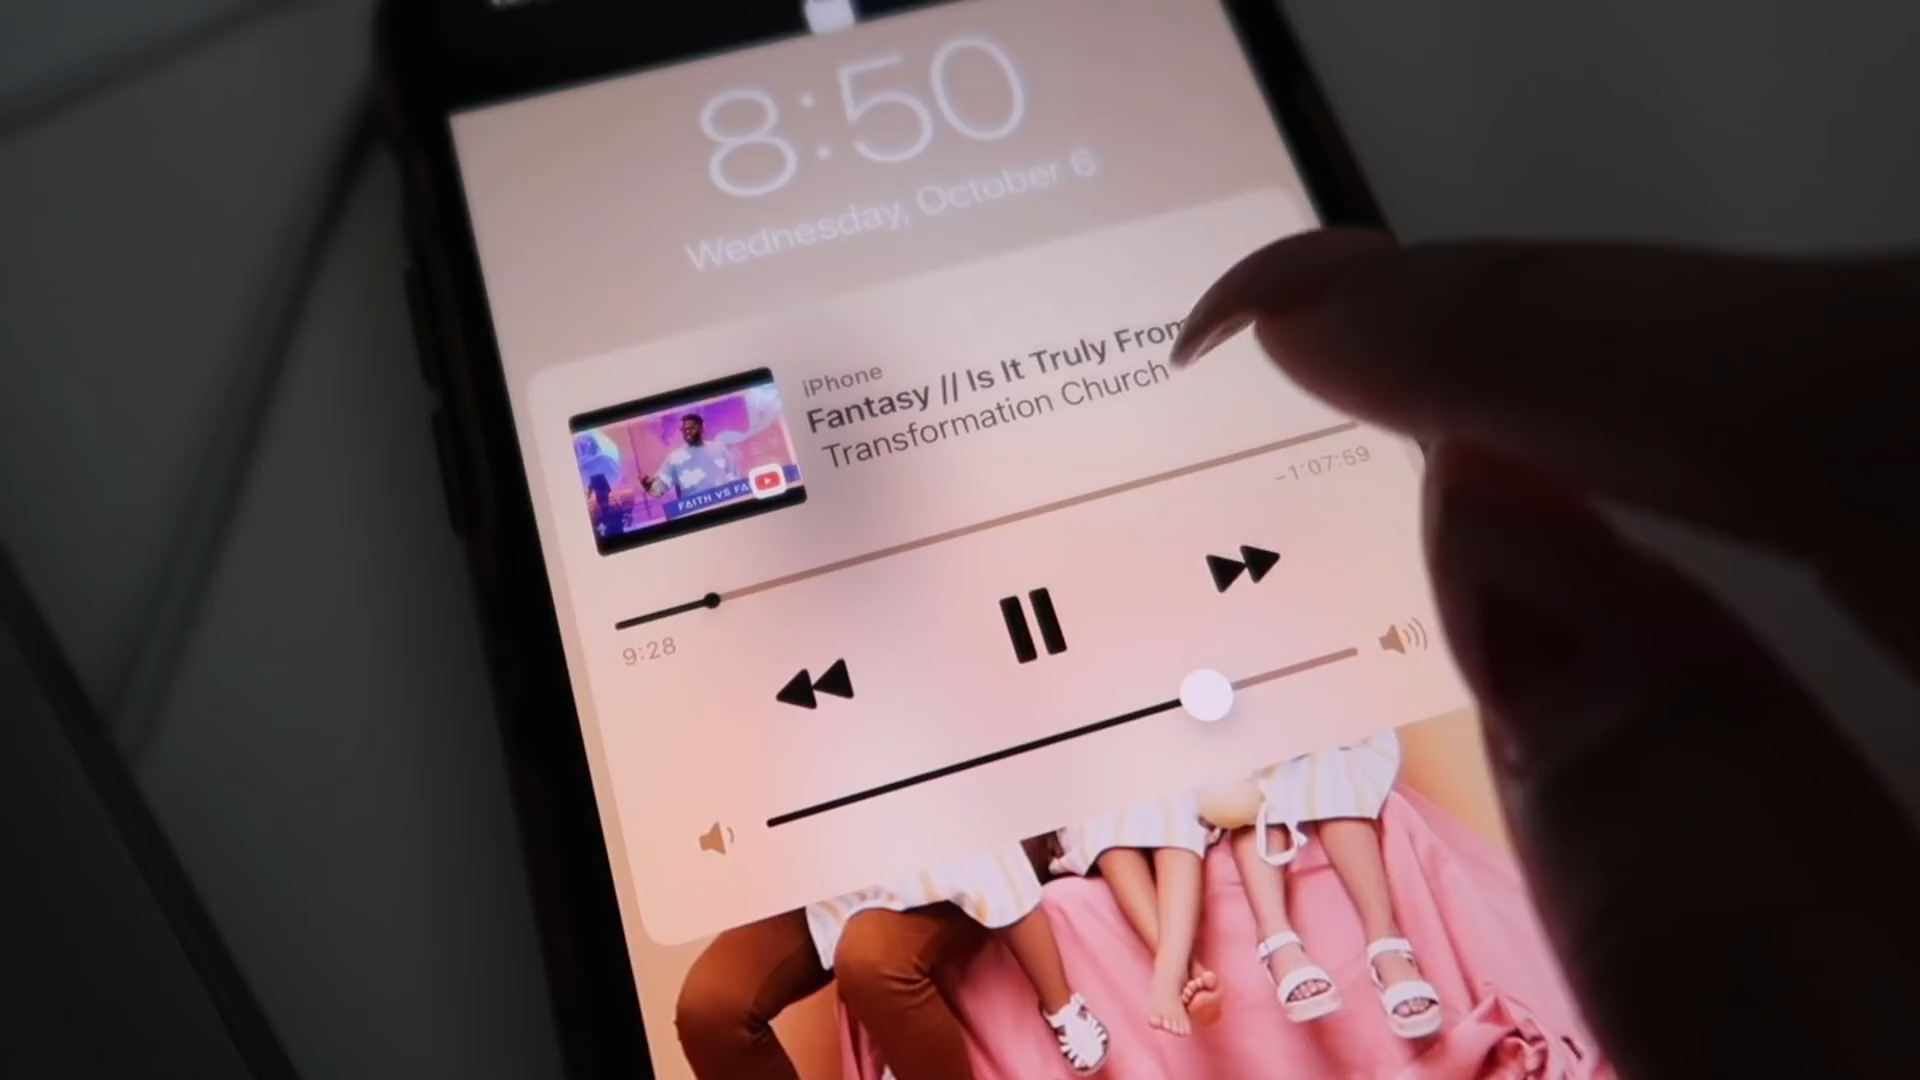 8:50
Wednesday, October 6
iPhone
Fantasy // Is It Truly From
Transformation Church
FAITH VS FA
-1:07:59
9:28